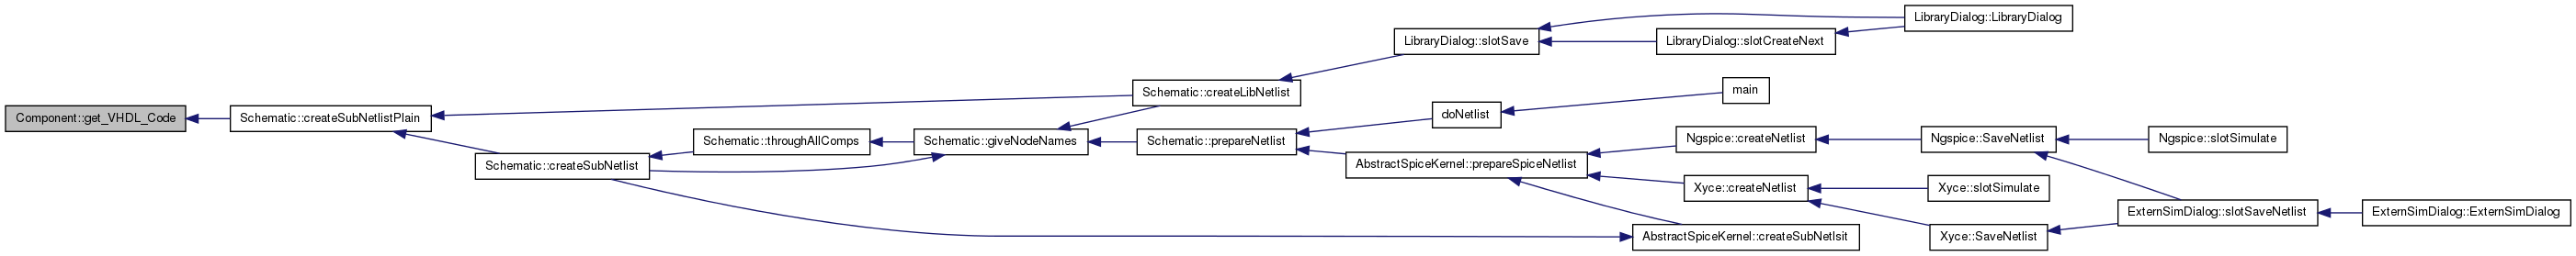 Component::get_VHDL_Code
Schematic::createSubNetlistPlain
Schematic::createSubNetlist
Schematic::throughAllComps
Schematic::giveNodeNames
Schematic::createLibNetlist
Schematic::prepareNetlist
LibraryDialog::slotSave
LibraryDialog::slotCreateNext
LibraryDialog::LibraryDialog
doNetlist
main
AbstractSpiceKernel::prepareSpiceNetlist
Ngspice::createNetlist
Xyce::createNetlist
AbstractSpiceKernel::createSubNetlsit
Ngspice::SaveNetlist
Xyce::slotSimulate
Xyce::SaveNetlist
Ngspice::slotSimulate
ExternSimDialog::slotSaveNetlist
ExternSimDialog::ExternSimDialog